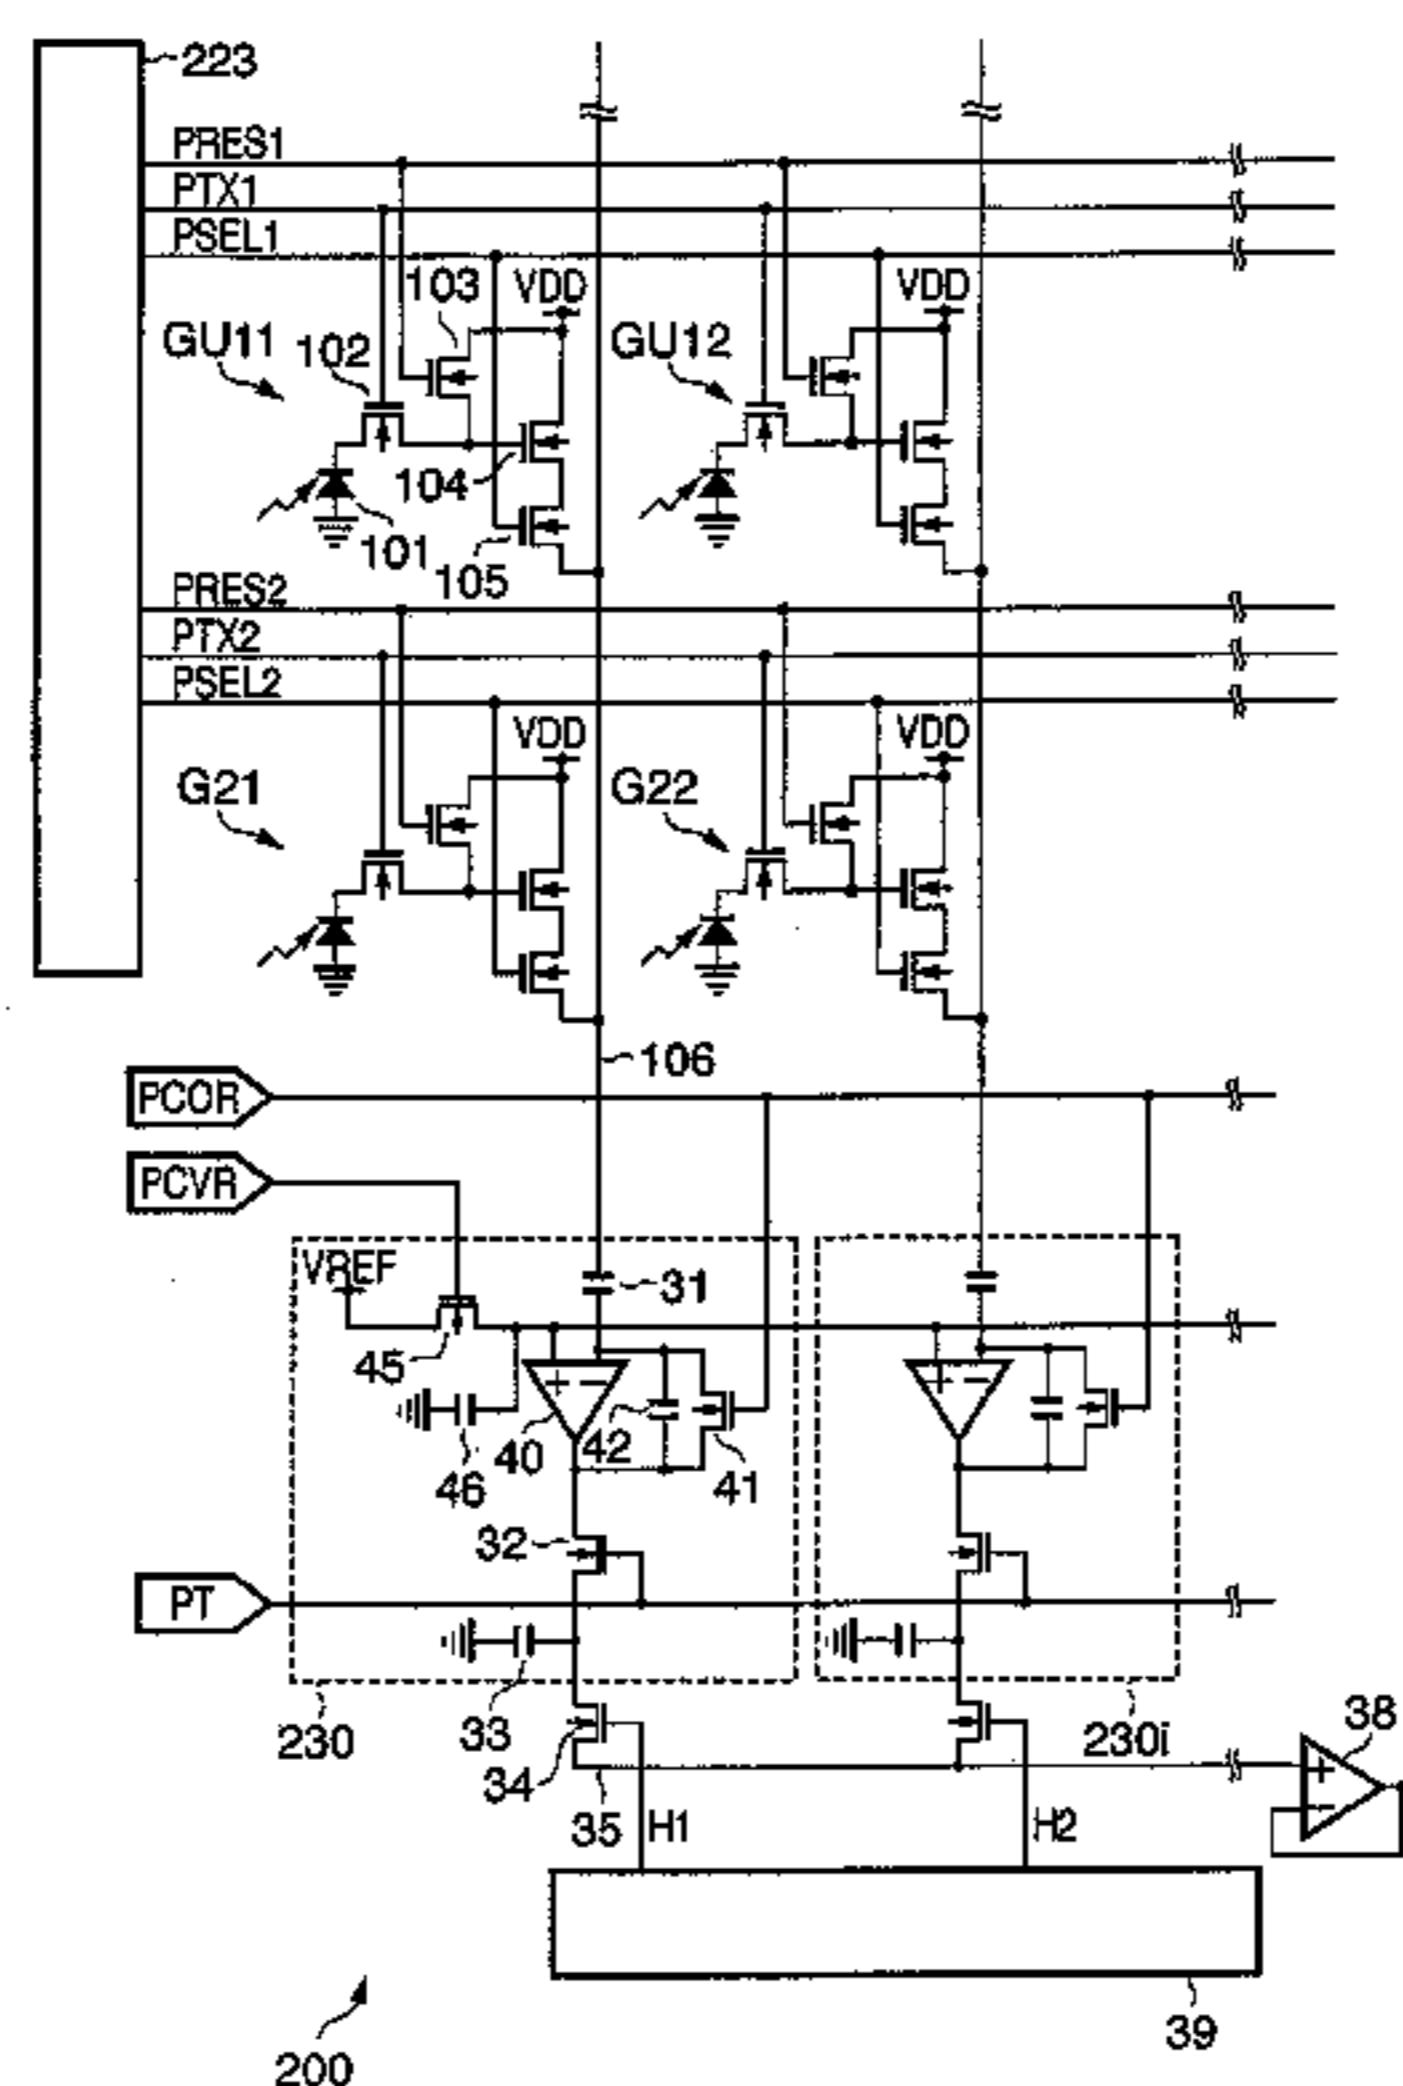 223
PRES1
PTX1
PSEL1
103 VDD VDD
GU11 102 GU12
104
101 105
PRES2
PTX2
PSEL2
VDD VDD
G21 G22
106
PCOR
PCVR
VREF 31
45
+ − + −
40 42
46 41
32
PT
230 33 230i 38
34 +
35 H1 H2 −
39
200